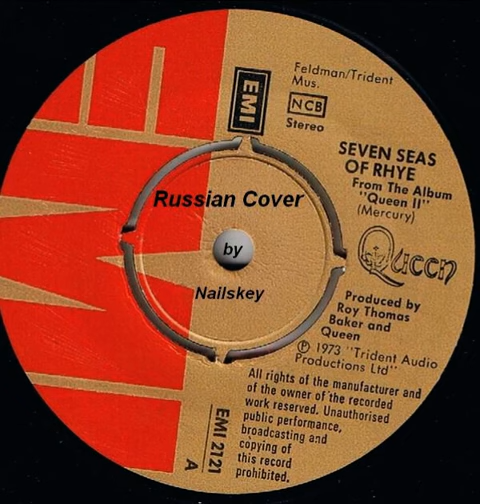 Feldman/Trident
Mus.
EMI
NCB
Stereo
SEVEN SEAS
OF RHYE
From The Album
"Queen II"
(Mercury)
Queen
Russian Cover
by
Nailskey
Produced by
Roy Thomas
Baker and
Queen
℗ 1973 "Trident Audio
Productions Ltd"
All rights of the manufacturer and
of the owner of the recorded
work reserved. Unauthorised
public performance,
broadcasting and
copying of
this record
prohibited.
EMI 2121
A
EMI